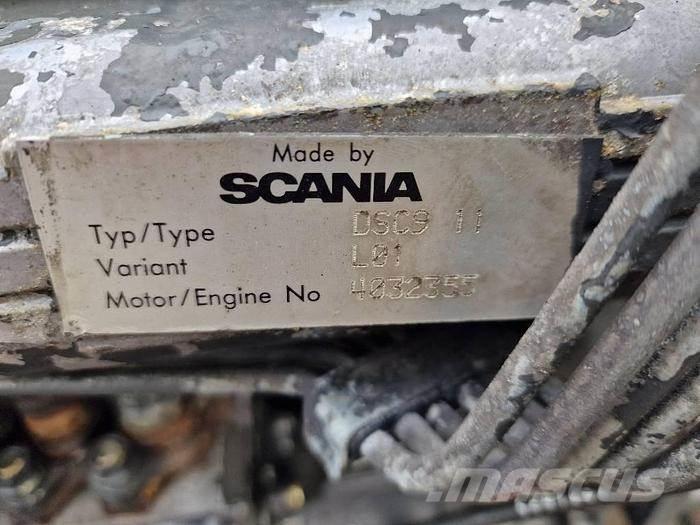 Made by
SCANIA
Typ/Type DSC9 11
Variant L01
Motor/Engine No 4032355
MASCUS